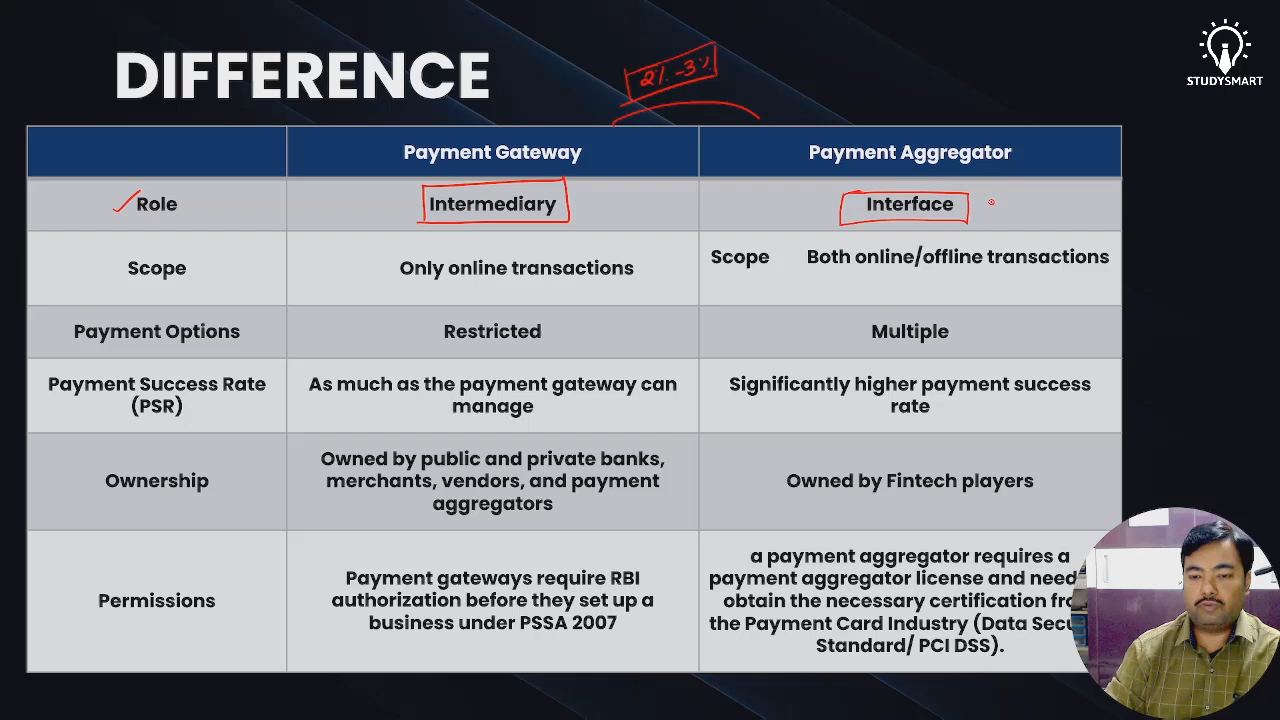 DIFFERENCE
2% - 3%
STUDYSMART
Payment Gateway
Payment Aggregator
Role
Intermediary
Interface
Scope
Only online transactions
Scope Both online/offline transactions
Payment Options
Restricted
Multiple
Payment Success Rate
(PSR)
As much as the payment gateway can
manage
Significantly higher payment success
rate
Ownership
Owned by public and private banks,
merchants, vendors, and payment
aggregators
Owned by Fintech players
Permissions
Payment gateways require RBI
authorization before they set up a
business under PSSA 2007
a payment aggregator requires a
payment aggregator license and need
obtain the necessary certification
the Payment Card Industry (Data
Standard/ PCI DSS).